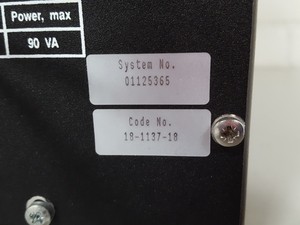 Power, max
90 VA
System No.
01125365
Code No.
18-1137-18